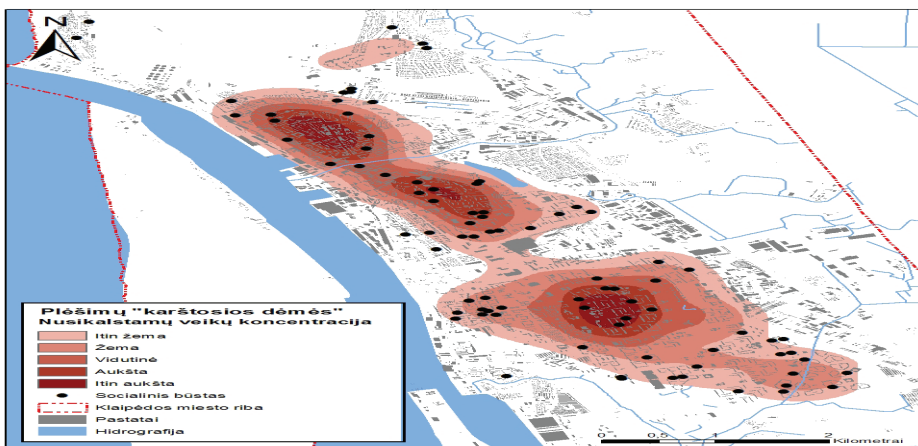 N
Plėšimų "karštosios dėmės"
Nusikalstamų veikų koncentracija
Itin žema
Žema
Vidutinė
Aukšta
Itin aukšta
Socialinis būstas
Klaipėdos miesto riba
Pastatai
Hidrografija
0 0,5 1 2
Kilometrai